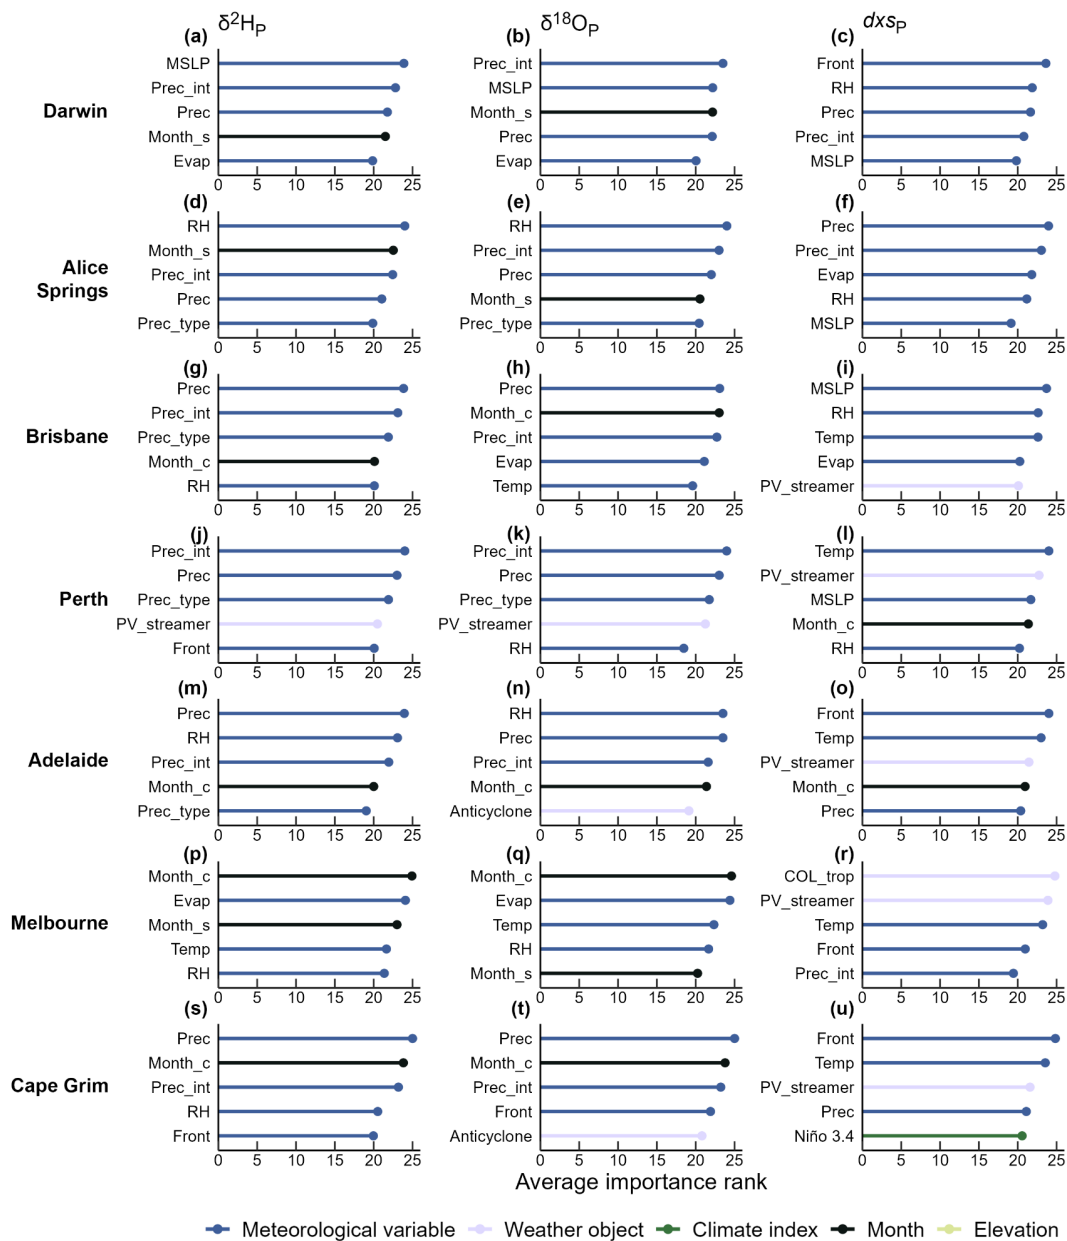 δ²H_P δ¹⁸O_P dxs_P
(a) (b) (c)
Darwin
MSLP
Prec_int
Prec
Month_s
Evap
0 5 10 15 20 25
Prec_int
MSLP
Month_s
Prec
Evap
0 5 10 15 20 25
Front
RH
Prec
Prec_int
MSLP
0 5 10 15 20 25
(d) (e) (f)
Alice
Springs
RH
Month_s
Prec_int
Prec
Prec_type
0 5 10 15 20 25
RH
Prec_int
Prec
Month_s
Prec_type
0 5 10 15 20 25
Prec
Prec_int
Evap
RH
MSLP
0 5 10 15 20 25
(g) (h) (i)
Brisbane
Prec
Prec_int
Prec_type
Month_c
RH
0 5 10 15 20 25
Prec
Month_c
Prec_int
Evap
Temp
0 5 10 15 20 25
MSLP
RH
Temp
Evap
PV_streamer
0 5 10 15 20 25
(j) (k) (l)
Perth
Prec_int
Prec
Prec_type
PV_streamer
Front
0 5 10 15 20 25
Prec_int
Prec
Prec_type
PV_streamer
RH
0 5 10 15 20 25
Temp
PV_streamer
MSLP
Month_c
RH
0 5 10 15 20 25
(m) (n) (o)
Adelaide
Prec
RH
Prec_int
Month_c
Prec_type
0 5 10 15 20 25
RH
Prec
Prec_int
Month_c
Anticyclone
0 5 10 15 20 25
Front
Temp
PV_streamer
Month_c
Prec
0 5 10 15 20 25
(p) (q) (r)
Melbourne
Month_c
Evap
Month_s
Temp
RH
0 5 10 15 20 25
Month_c
Evap
Temp
RH
Month_s
0 5 10 15 20 25
COL_trop
PV_streamer
Temp
Front
Prec_int
0 5 10 15 20 25
(s) (t) (u)
Cape Grim
Prec
Month_c
Prec_int
RH
Front
0 5 10 15 20 25
Prec
Month_c
Prec_int
Front
Anticyclone
0 5 10 15 20 25
Front
Temp
PV_streamer
Prec
Niño 3.4
0 5 10 15 20 25
Average importance rank
Meteorological variable Weather object Climate index Month Elevation